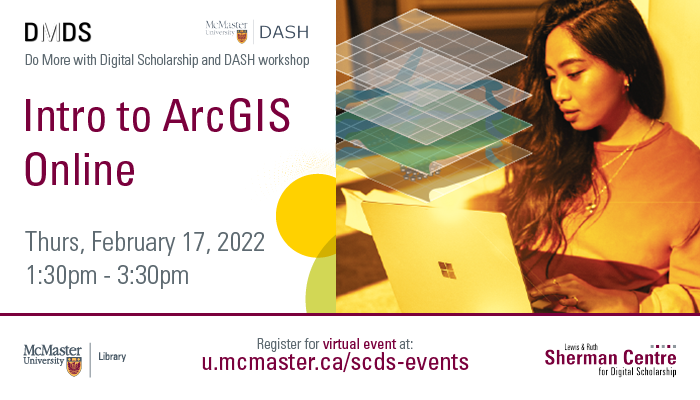 DMDS
McMaster
University
DASH
Do More with Digital Scholarship and DASH workshop
Intro to ArcGIS
Online
Thurs, February 17, 2022
1:30pm - 3:30pm
McMaster
University
Library
Register for virtual event at:
u.mcmaster.ca/scds-events
Lewis & Ruth
Sherman Centre
for Digital Scholarship